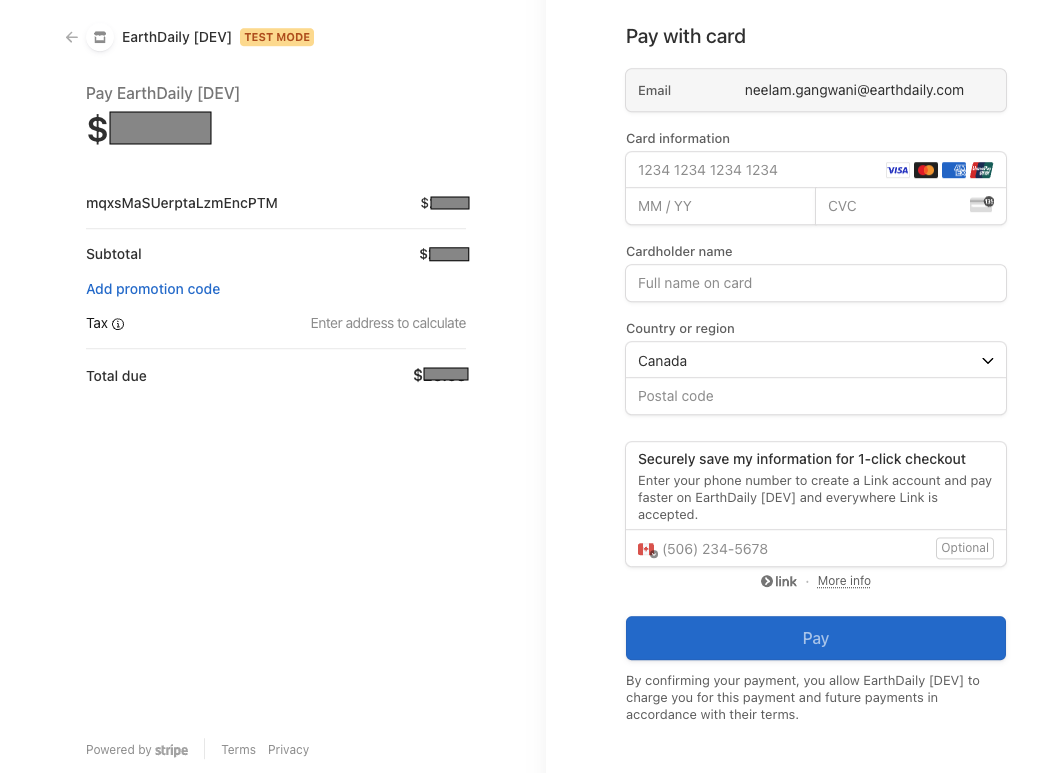 EarthDaily [DEV] TEST MODE
Pay EarthDaily [DEV]
$
mqxsMaSUerptaLzmEncPTM $
Subtotal $
Add promotion code
Tax Enter address to calculate
Total due $
Powered by stripe Terms Privacy
Pay with card
Email neelam.gangwani@earthdaily.com
Card information
1234 1234 1234 1234 VISA
MM / YY CVC
Cardholder name
Full name on card
Country or region
Canada
Postal code
Securely save my information for 1-click checkout
Enter your phone number to create a Link account and pay
faster on EarthDaily [DEV] and everywhere Link is
accepted.
(506) 234-5678 Optional
link · More info
Pay
By confirming your payment, you allow EarthDaily [DEV] to
charge you for this payment and future payments in
accordance with their terms.